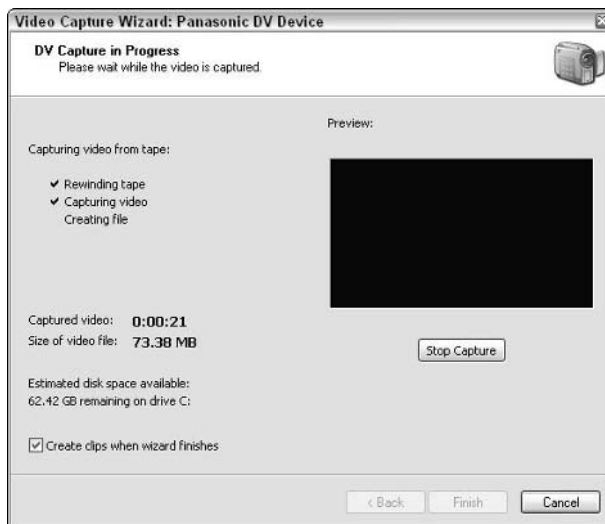 Video Capture Wizard: Panasonic DV Device
DV Capture in Progress
Please wait while the video is captured.
Preview:
Capturing video from tape:
✔ Rewinding tape
✔ Capturing video
Creating file
Captured video: 0:00:21
Size of video file: 73.38 MB
Stop Capture
Estimated disk space available:
62.42 GB remaining on drive C:
Create clips when wizard finishes
< Back
Finish
Cancel